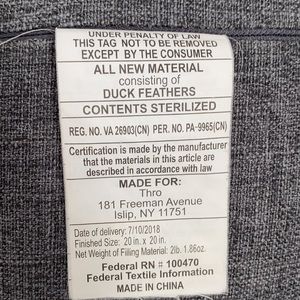 UNDER PENALTY OF LAW
THIS TAG NOT TO BE REMOVED
EXCEPT BY THE CONSUMER
ALL NEW MATERIAL
consisting of
DUCK FEATHERS
CONTENTS STERILIZED
REG. NO. VA 26903(CN) PER. NO. PA-9965(CN)
Certification is made by the manufacturer
that the materials in this article are
described in accordance with law
MADE FOR:
Thro
181 Freeman Avenue
Islip, NY 11751
Date of delivery: 7/10/2018
Finished Size: 20 in. x 20 in.
Net Weight of Filling Material: 2lb. 1.86oz.
Federal RN # 100470
Federal Textile Information
MADE IN CHINA